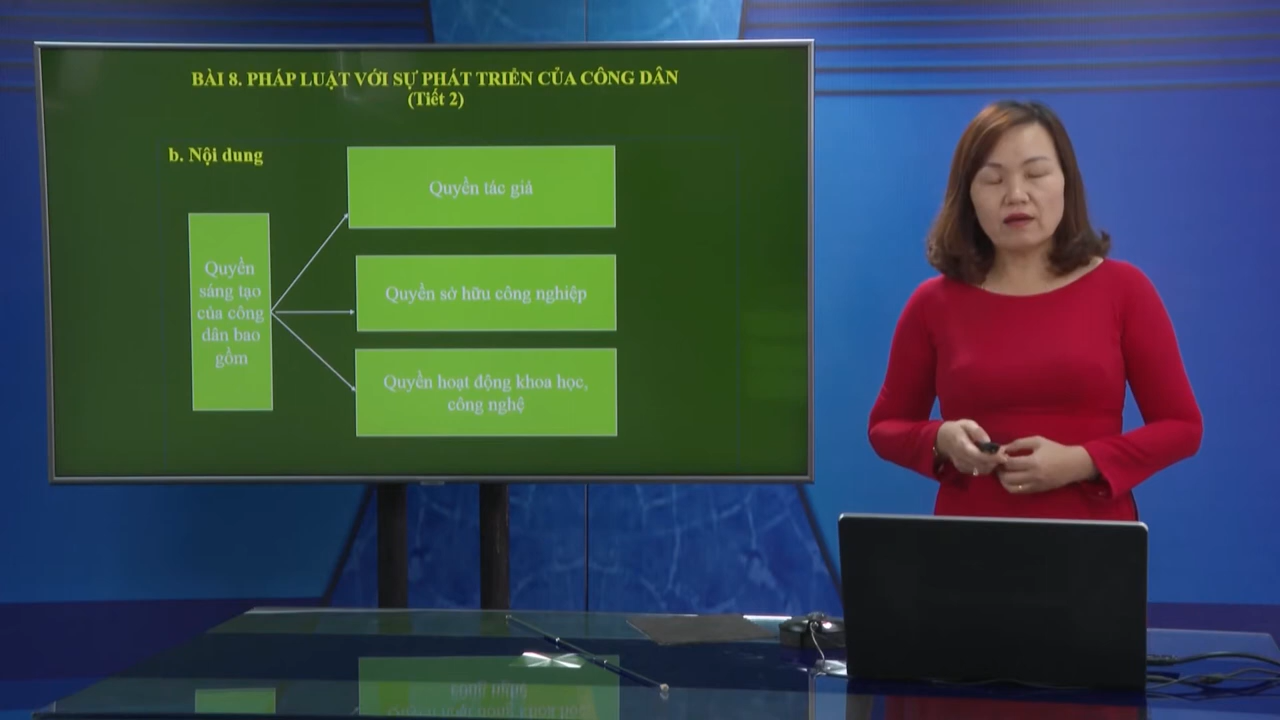 BÀI 8. PHÁP LUẬT VỚI SỰ PHÁT TRIỂN CỦA CÔNG DÂN
(Tiết 2)
b. Nội dung
Quyền
sáng tạo
của công
dân bao
gồm
Quyền tác giả
Quyền sở hữu công nghiệp
Quyền hoạt động khoa học,
công nghệ